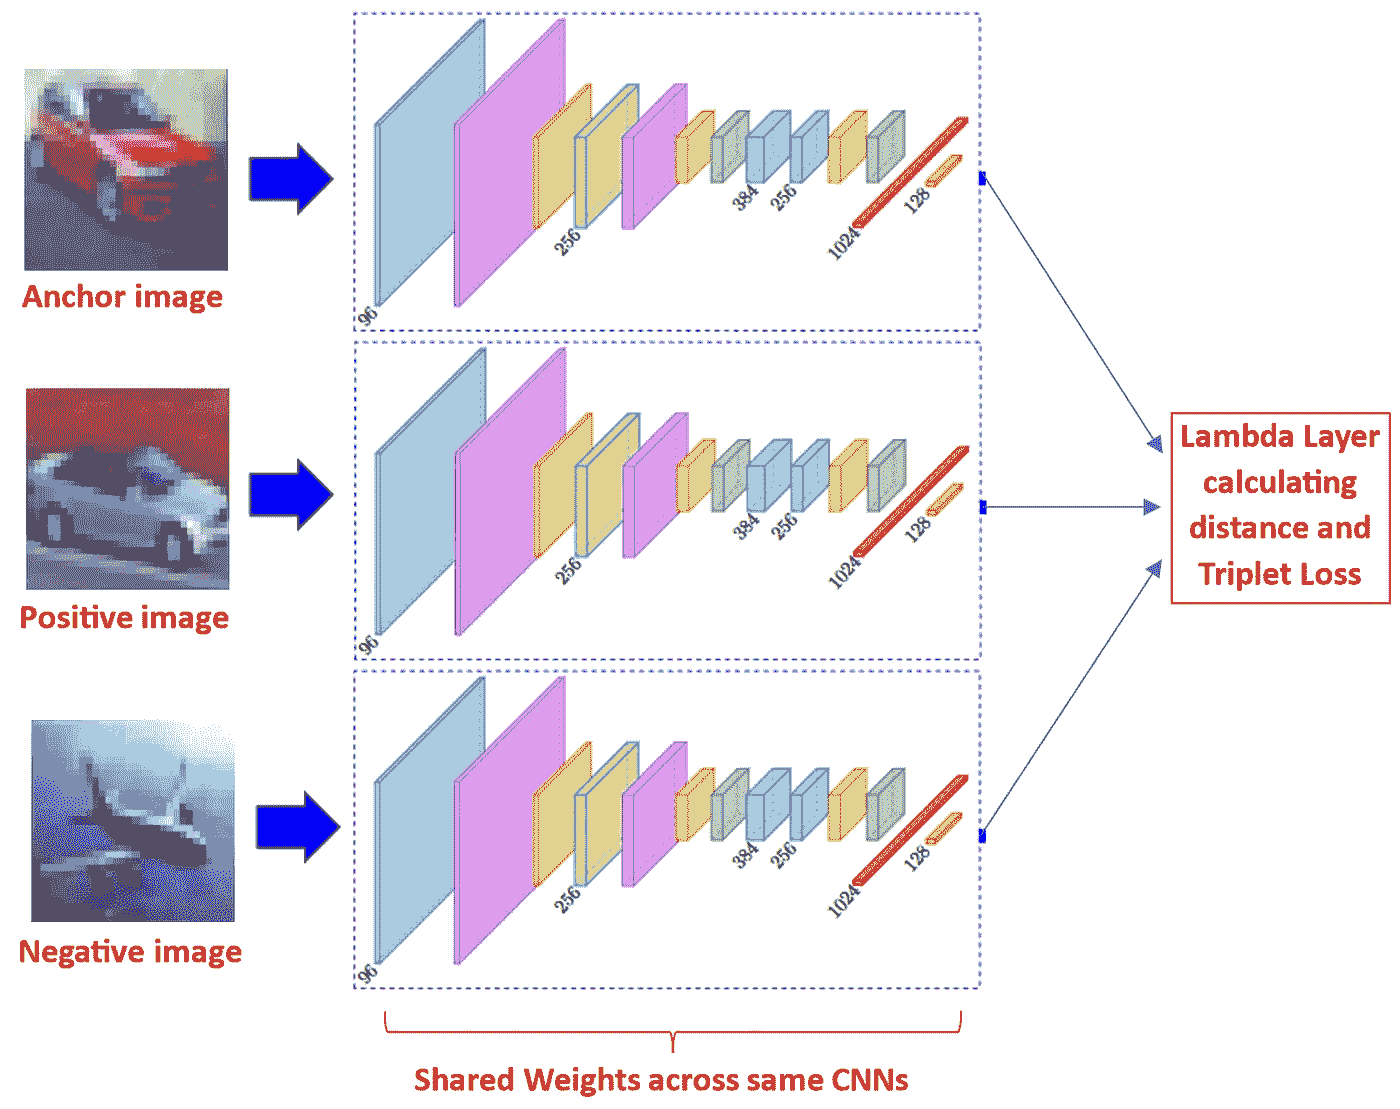 Anchor image
96
256
384
256
1024
128
Positive image
96
256
384
256
1024
128
Negative image
96
256
384
256
1024
128
Lambda Layer
calculating
distance and
Triplet Loss
Shared Weights across same CNNs